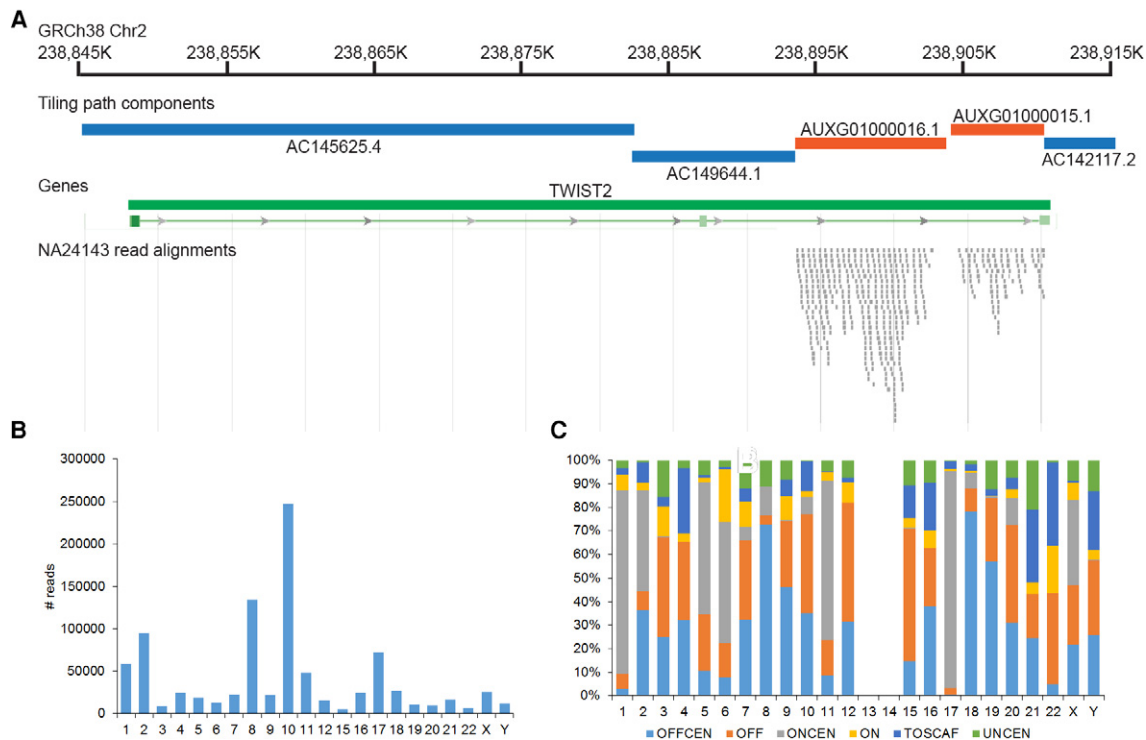 A
GRCh38 Chr2
238,845K 238,855K 238,865K 238,875K 238,885K 238,895K 238,905K 238,915K
Tiling path components
AUXG01000015.1
AUXG01000016.1
AC145625.4
AC149644.1
AC142117.2
Genes
TWIST2
NA24143 read alignments
B
300000
250000
200000
150000
100000
50000
0
# reads
1 2 3 4 5 6 7 8 9 10 11 12 15 16 17 18 19 20 21 22 X Y
C
100%
90%
80%
70%
60%
50%
40%
30%
20%
10%
0%
1 2 3 4 5 6 7 8 9 10 11 12 13 14 15 16 17 18 19 20 21 22 X Y
OFFCEN OFF ONCEN ON TOSCAF UNCEN